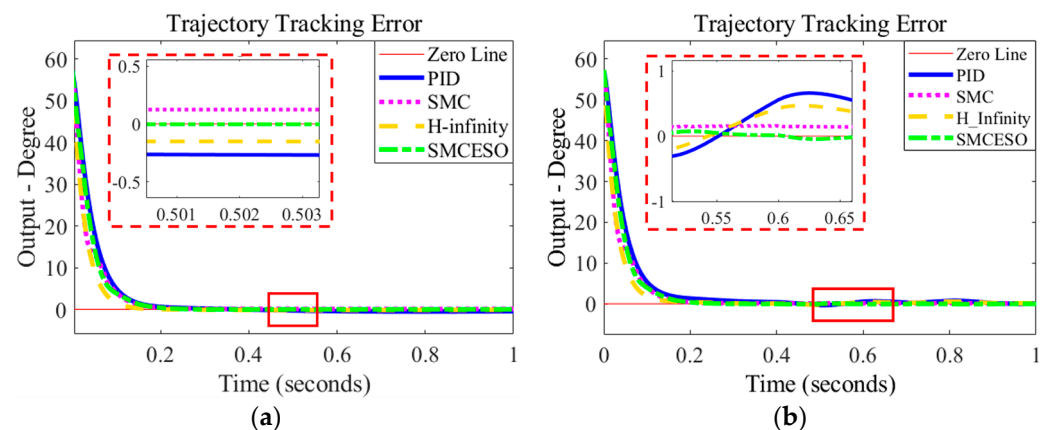 Trajectory Tracking Error
Output - Degree
60
50
40
30
20
10
0
0.5
0
-0.5
0.501
0.502
0.503
Zero Line
PID
SMC
H-infinity
SMCESO
0.2
0.4
0.6
0.8
1
Time (seconds)
(a)
Trajectory Tracking Error
Output - Degree
60
50
40
30
20
10
0
1
0
-1
0.55
0.6
0.65
Zero Line
PID
SMC
H_Infinity
SMCESO
0
0.2
0.4
0.6
0.8
1
Time (seconds)
(b)